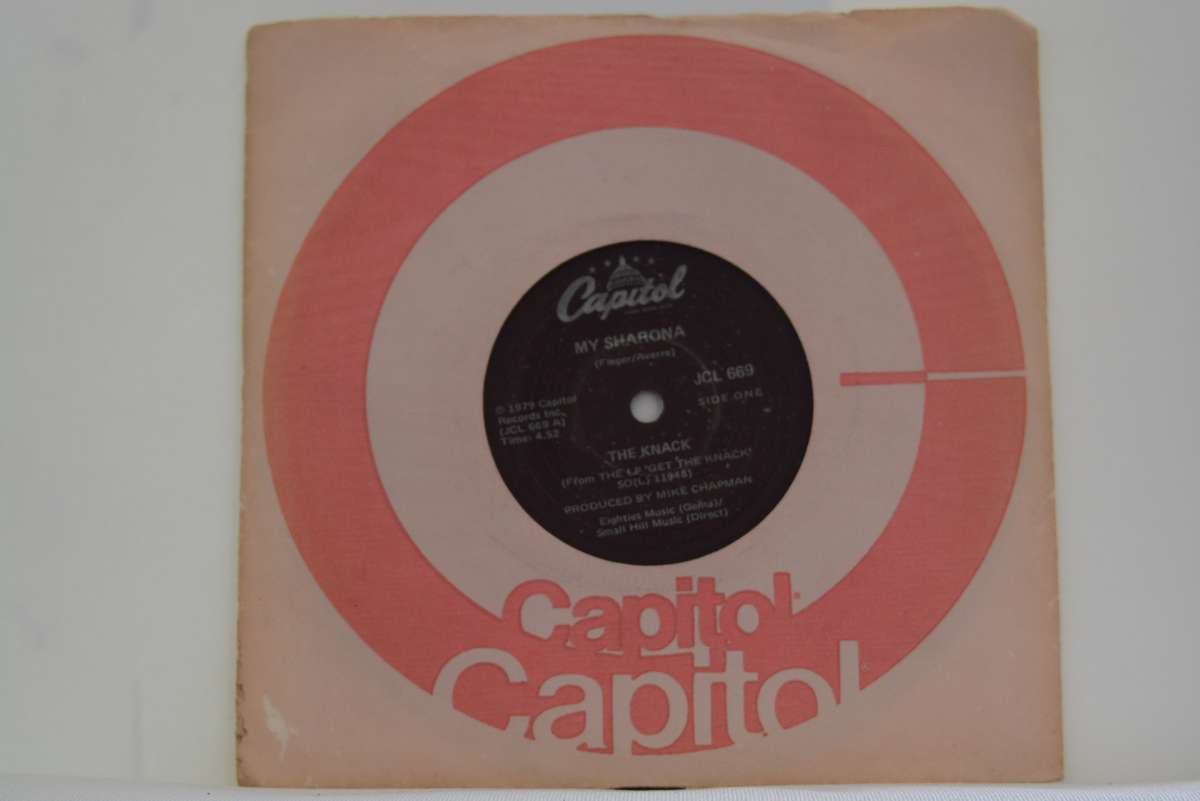 Capitol
MY SHARONA
(Fieger/Averre)
JCL 669
SIDE ONE
© 1979 Capitol
Records Inc.
(JCL 669 A)
Time: 4.52
THE KNACK
(From THE LP 'GET THE KNACK'
SO(L) 11948)
PRODUCED BY MIKE CHAPMAN
Eighties Music (Gelna)/
Small Hill Music (Direct)
Capitol
Capitol